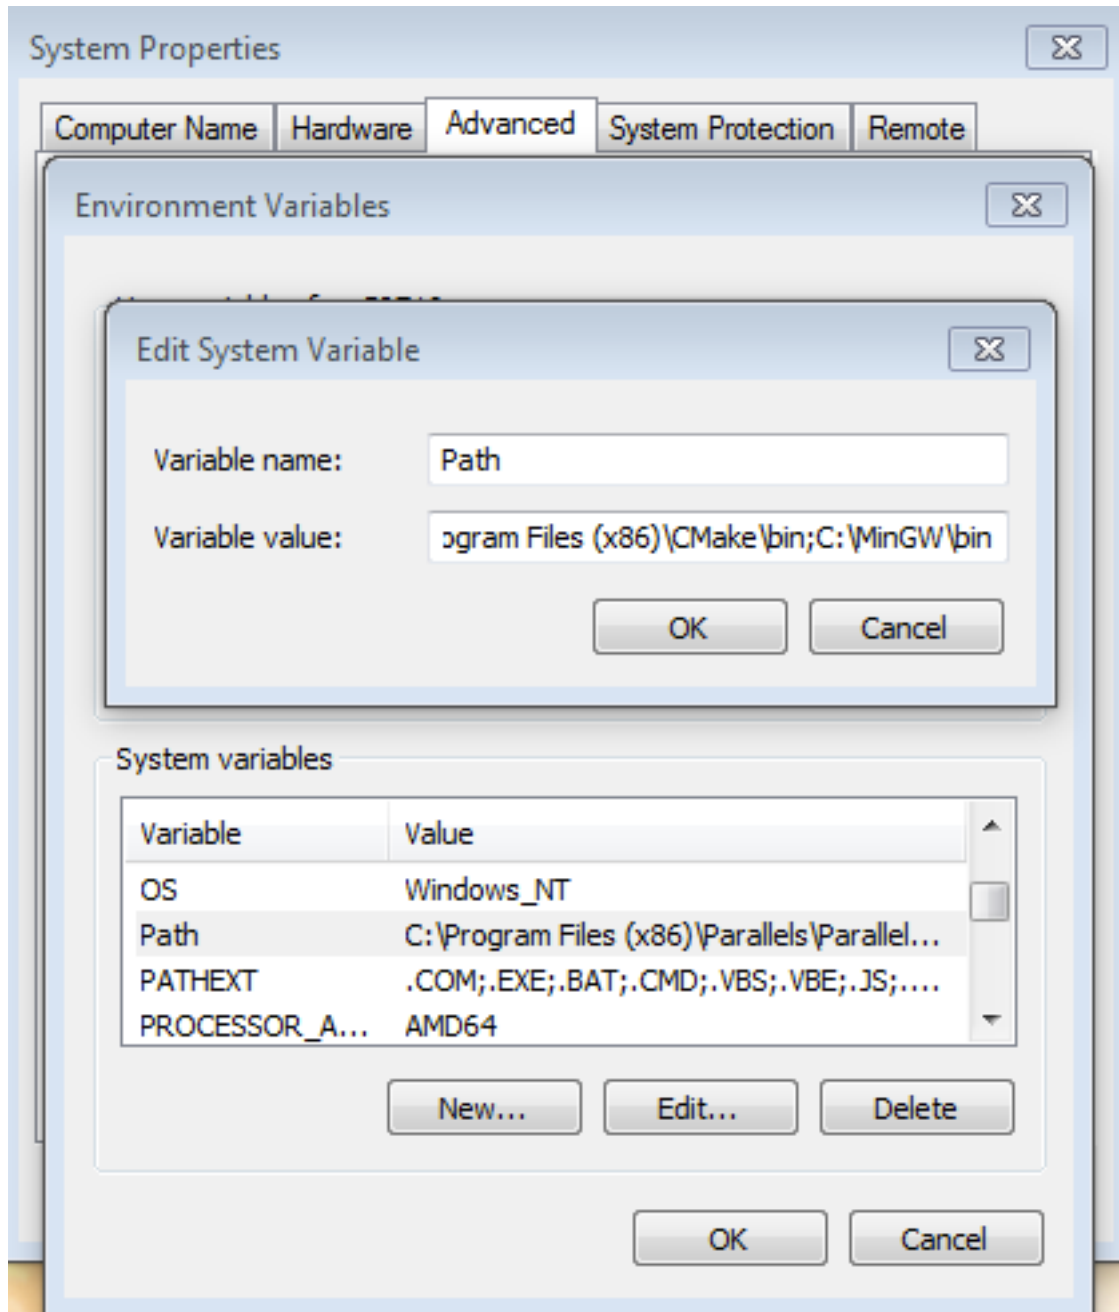 System Properties
Computer Name Hardware Advanced System Protection Remote
Environment Variables
Edit System Variable
Variable name: Path
Variable value: ogram Files (x86)\CMake\bin;C:\MinGW\bin
OK Cancel
System variables
Variable Value
OS Windows_NT
Path C:\Program Files (x86)\Parallels\Parallel...
PATHEXT .COM;.EXE;.BAT;.CMD;.VBS;.VBE;.JS;....
PROCESSOR_A... AMD64
New... Edit... Delete
OK Cancel